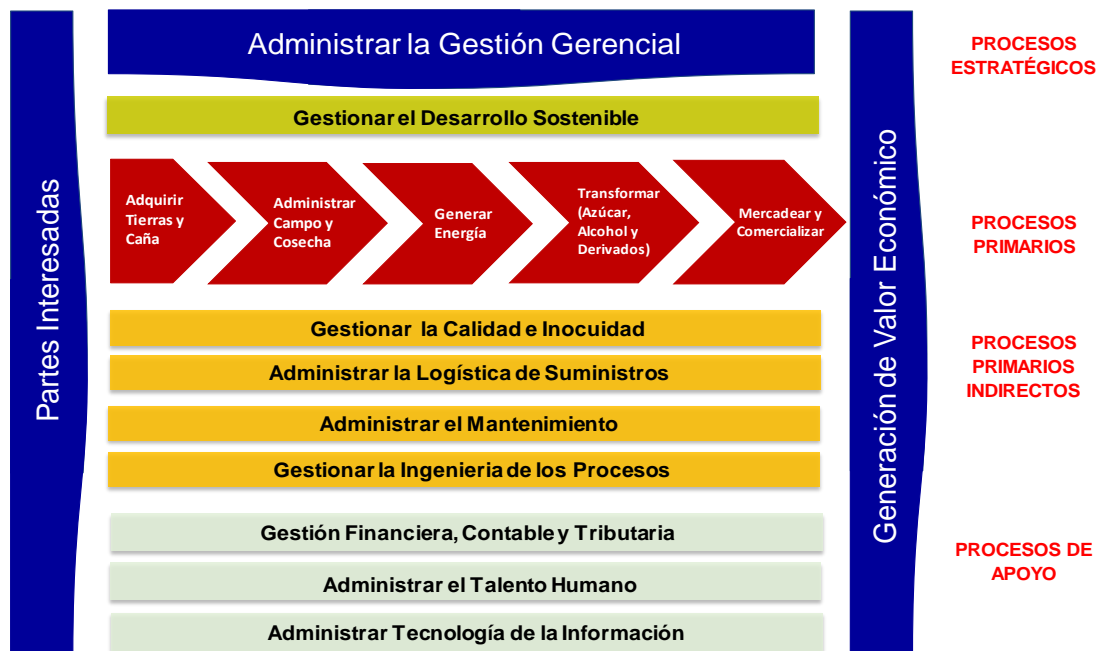 Partes Interesadas
Administrar la Gestión Gerencial
PROCESOS
ESTRATÉGICOS
Gestionar el Desarrollo Sostenible
Adquirir
Tierras y
Caña
Administrar
Campo y
Cosecha
Generar
Energía
Transformar
(Azúcar,
Alcohol y
Derivados)
Mercadear y
Comercializar
PROCESOS
PRIMARIOS
Gestionar la Calidad e Inocuidad
Administrar la Logística de Suministros
Administrar el Mantenimiento
Gestionar la Ingenieria de los Procesos
PROCESOS
PRIMARIOS
INDIRECTOS
Gestión Financiera, Contable y Tributaria
Administrar el Talento Humano
Administrar Tecnología de la Información
PROCESOS DE
APOYO
Generación de Valor Económico